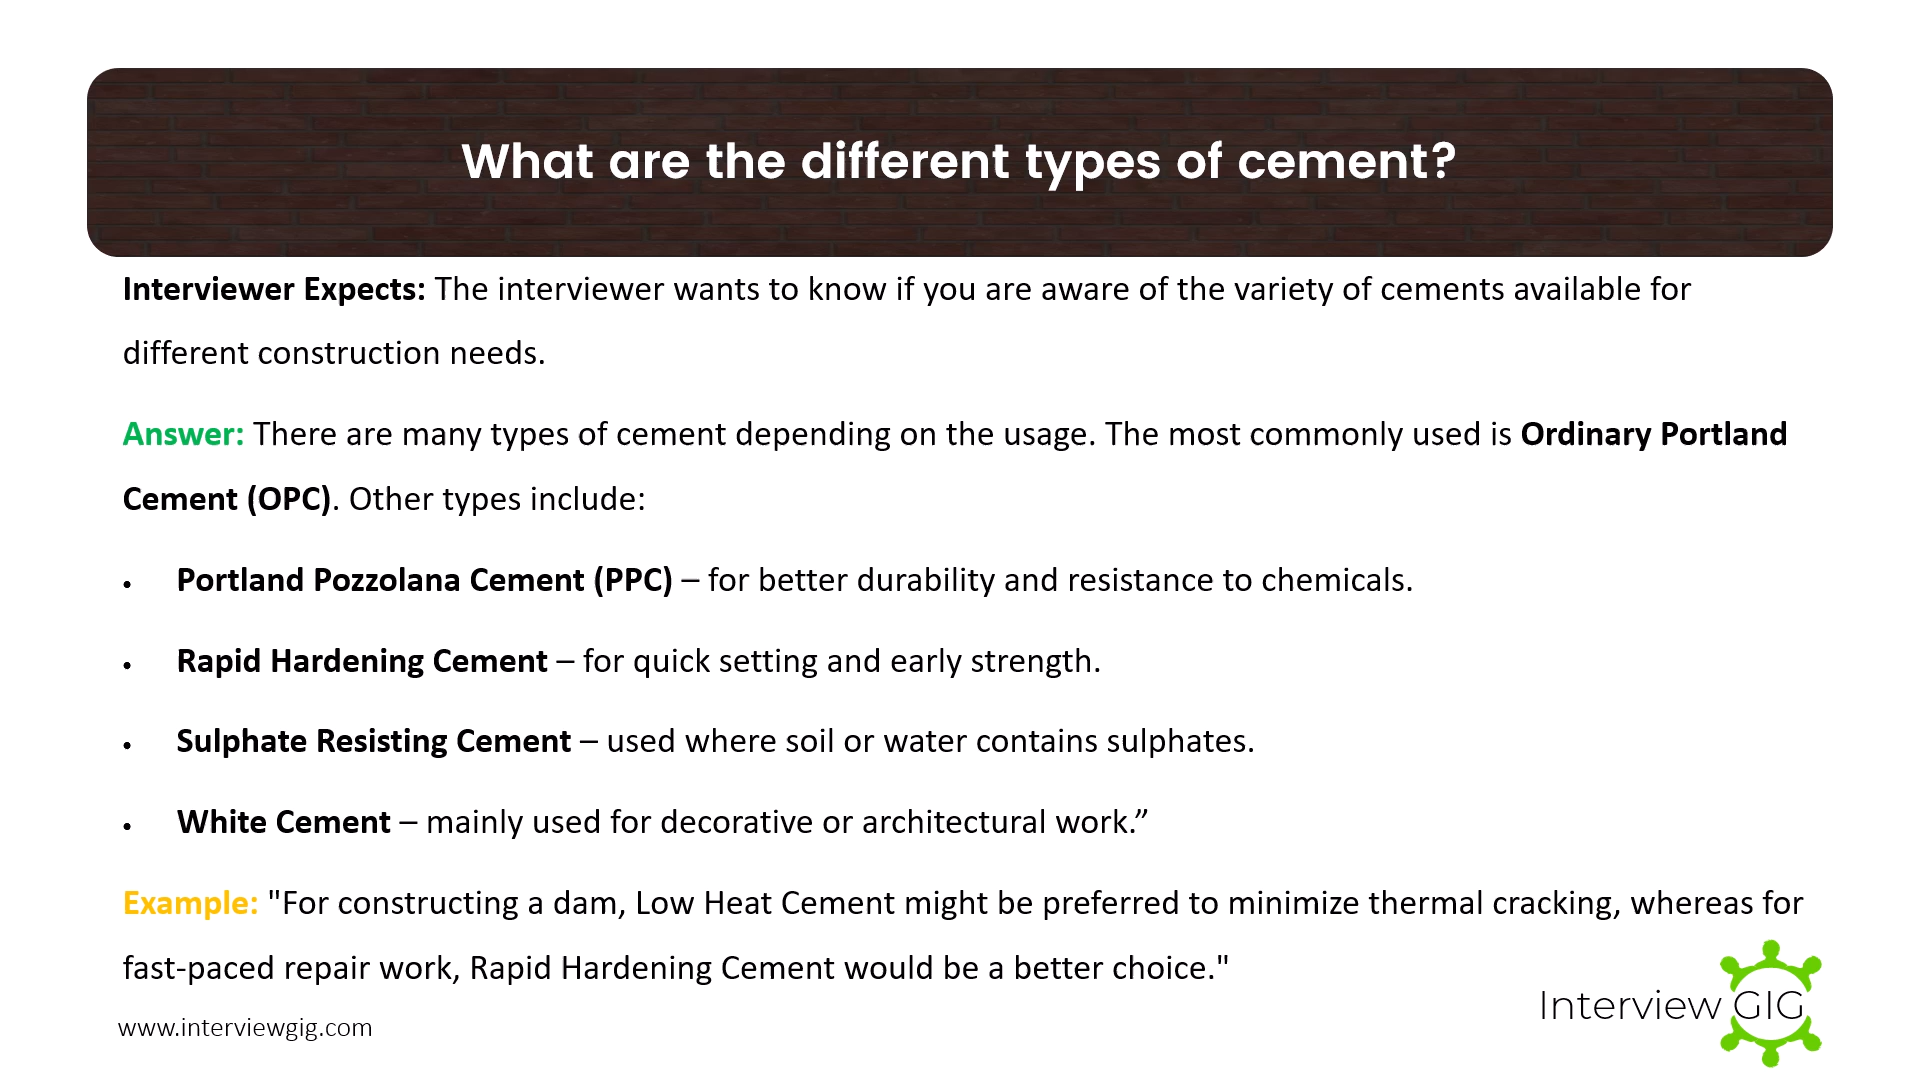 What are the different types of cement?
Interviewer Expects: The interviewer wants to know if you are aware of the variety of cements available for
different construction needs.
Answer: There are many types of cement depending on the usage. The most commonly used is Ordinary Portland
Cement (OPC). Other types include:
• Portland Pozzolana Cement (PPC) – for better durability and resistance to chemicals.
• Rapid Hardening Cement – for quick setting and early strength.
• Sulphate Resisting Cement – used where soil or water contains sulphates.
• White Cement – mainly used for decorative or architectural work.”
Example: "For constructing a dam, Low Heat Cement might be preferred to minimize thermal cracking, whereas for
fast-paced repair work, Rapid Hardening Cement would be a better choice."
Interview GIG
www.interviewgig.com